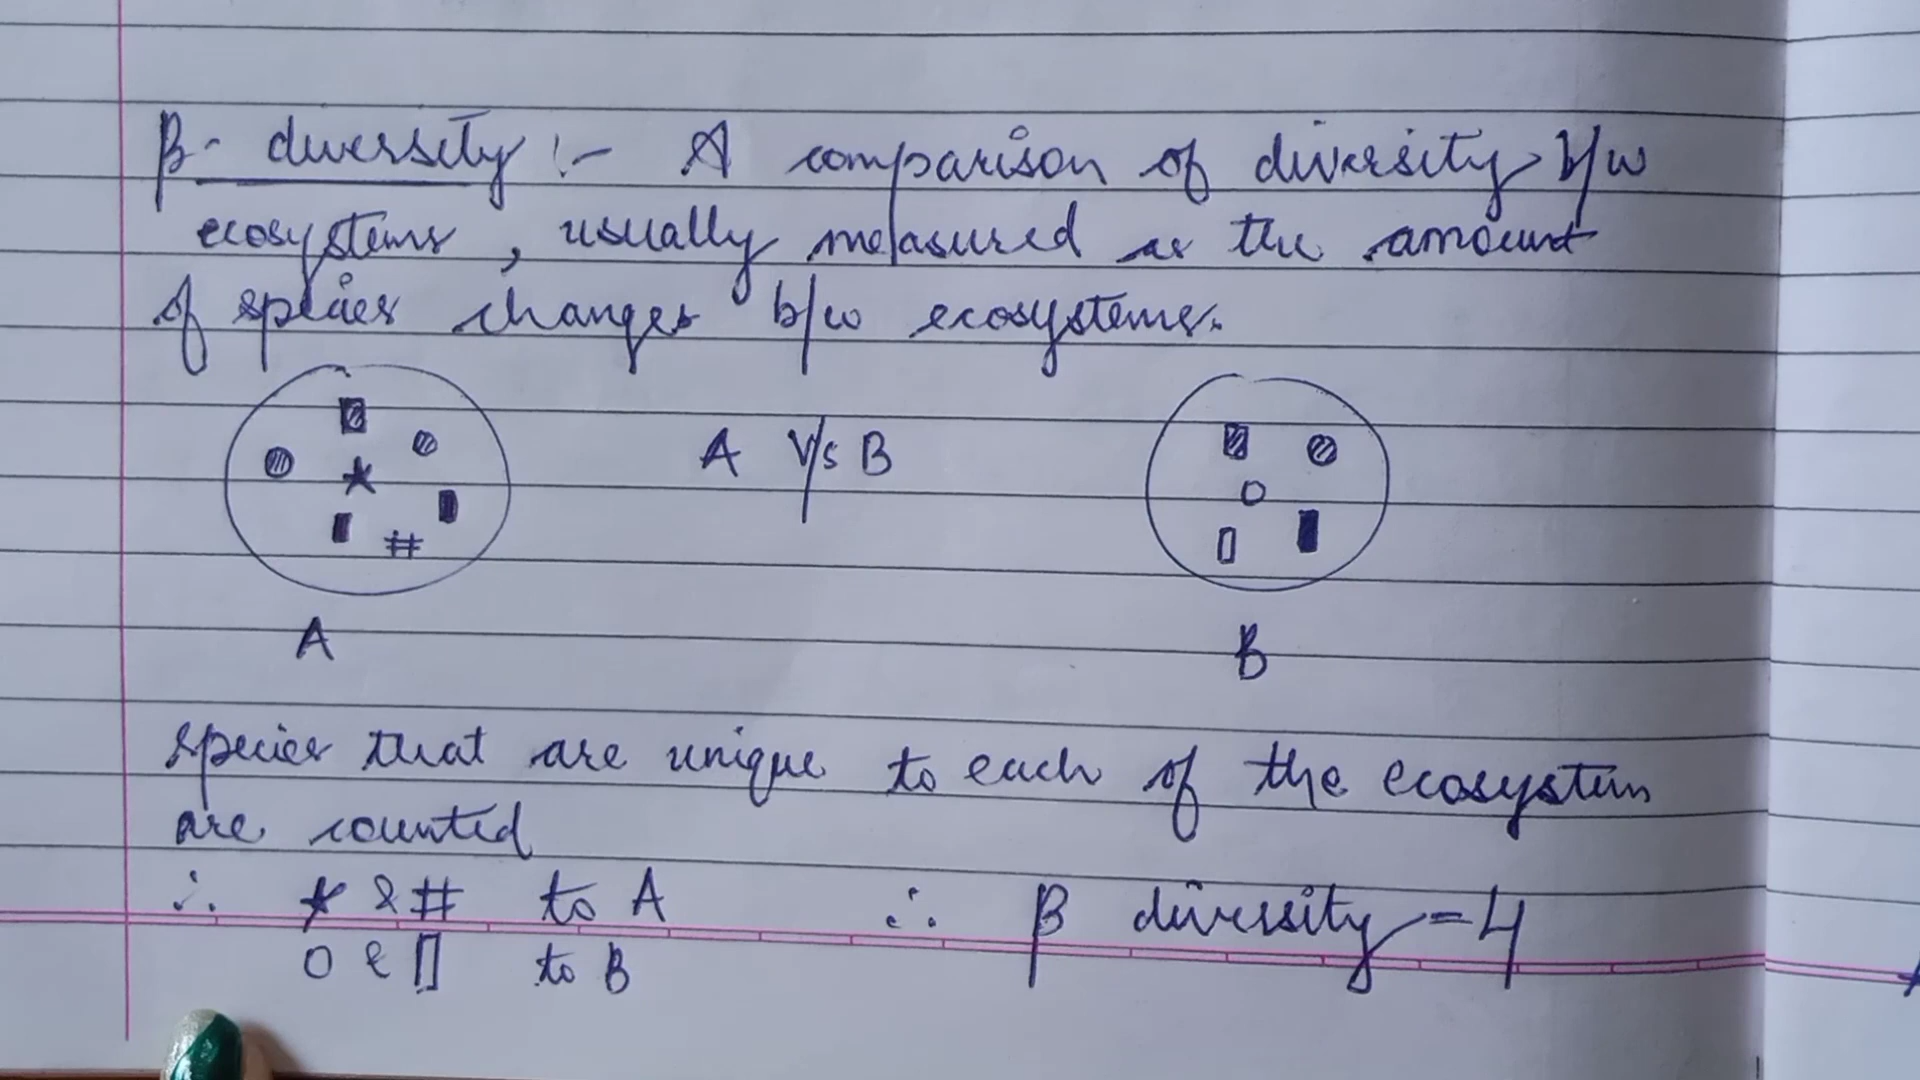 β- diversity :- A comparison of diversity b/w
ecosystems, usually measured as the amount
of species changes b/w ecosystems.
A V/s B
A B
species that are unique to each of the ecosystem
are counted
∴ ★ & # to A ∴ β diversity = 4
O & ▯ to B